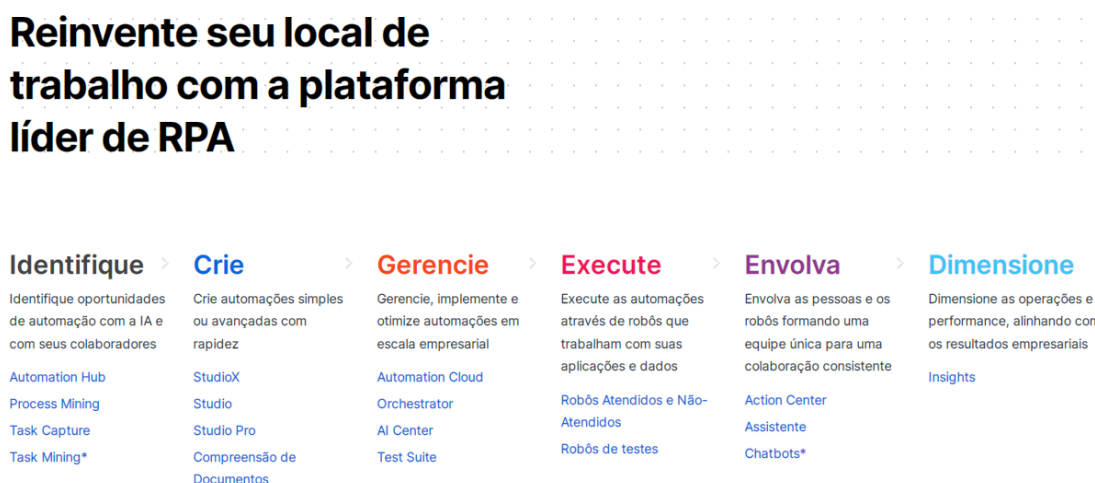 Reinvente seu local de
trabalho com a plataforma
líder de RPA
Identifique
Identifique oportunidades
de automação com a IA e
com seus colaboradores
Automation Hub
Process Mining
Task Capture
Task Mining*
Crie
Crie automações simples
ou avançadas com
rapidez
StudioX
Studio
Studio Pro
Compreensão de
Documentos
Gerencie
Gerencie, implemente e
otimize automações em
escala empresarial
Automation Cloud
Orchestrator
AI Center
Test Suite
Execute
Execute as automações
através de robôs que
trabalham com suas
aplicações e dados
Robôs Atendidos e Não-
Atendidos
Robôs de testes
Envolva
Envolva as pessoas e os
robôs formando uma
equipe única para uma
colaboração consistente
Action Center
Assistente
Chatbots*
Dimensione
Dimensione as operações e
performance, alinhando com
os resultados empresariais
Insights